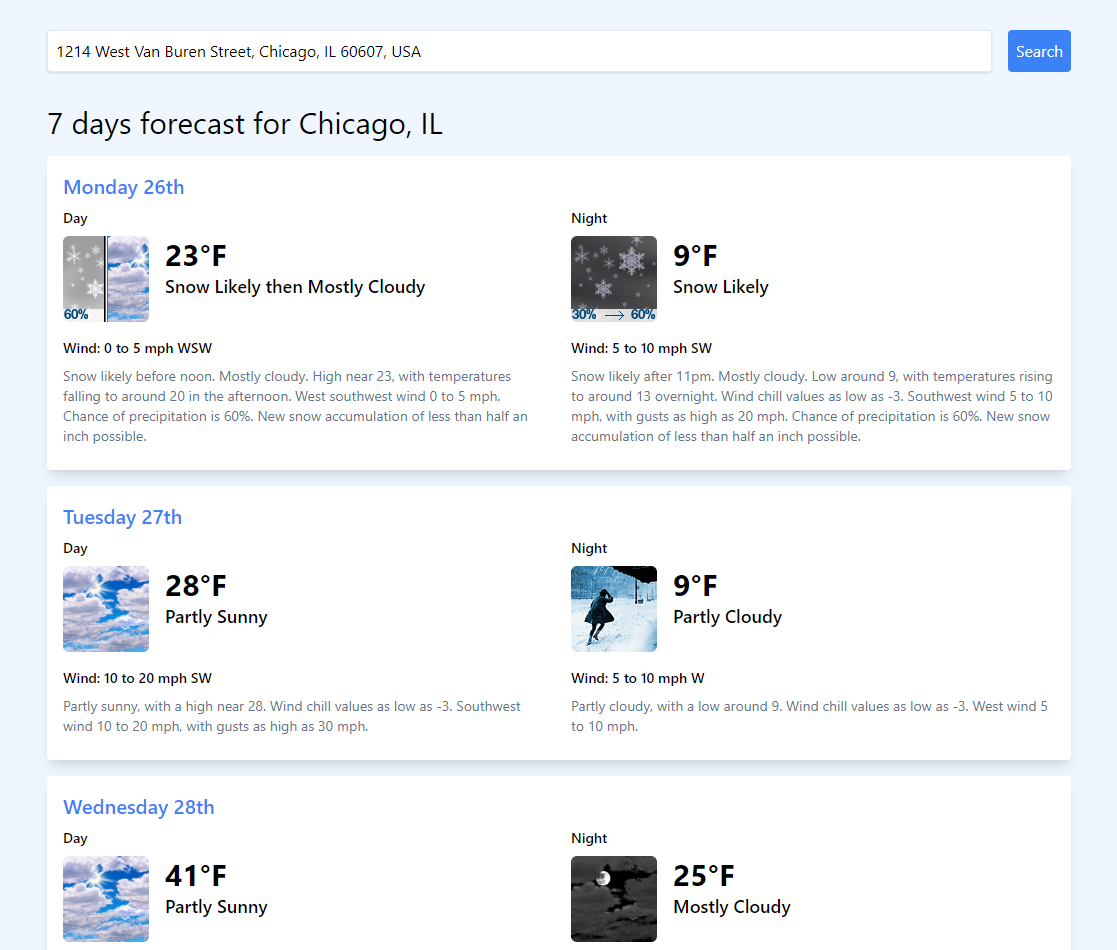 1214 West Van Buren Street, Chicago, IL 60607, USA
Search
7 days forecast for Chicago, IL
Monday 26th
Day
60%
23°F
Snow Likely then Mostly Cloudy
Wind: 0 to 5 mph WSW
Snow likely before noon. Mostly cloudy. High near 23, with temperatures
falling to around 20 in the afternoon. West southwest wind 0 to 5 mph.
Chance of precipitation is 60%. New snow accumulation of less than half an
inch possible.
Night
30% → 60%
9°F
Snow Likely
Wind: 5 to 10 mph SW
Snow likely after 11pm. Mostly cloudy. Low around 9, with temperatures rising
to around 13 overnight. Wind chill values as low as -3. Southwest wind 5 to 10
mph, with gusts as high as 20 mph. Chance of precipitation is 60%. New snow
accumulation of less than half an inch possible.
Tuesday 27th
Day
28°F
Partly Sunny
Wind: 10 to 20 mph SW
Partly sunny, with a high near 28. Wind chill values as low as -3. Southwest
wind 10 to 20 mph, with gusts as high as 30 mph.
Night
9°F
Partly Cloudy
Wind: 5 to 10 mph W
Partly cloudy, with a low around 9. Wind chill values as low as -3. West wind 5
to 10 mph.
Wednesday 28th
Day
41°F
Partly Sunny
Night
25°F
Mostly Cloudy